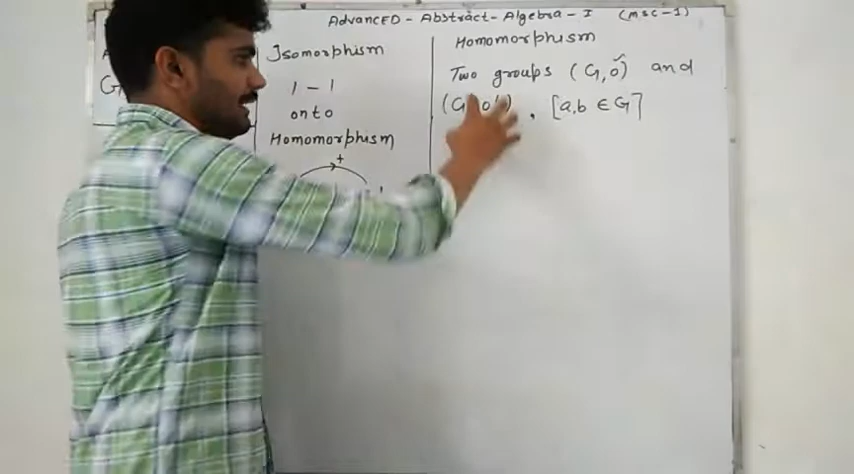 ADVANCED - ABSTRACT - ALGEBRA - I (MSC-1)
Isomorphism
1 - 1
onto
Homomorphism
+
Homomorphism
Two groups (G,o) and
(G o') , [a,b ∈ G]